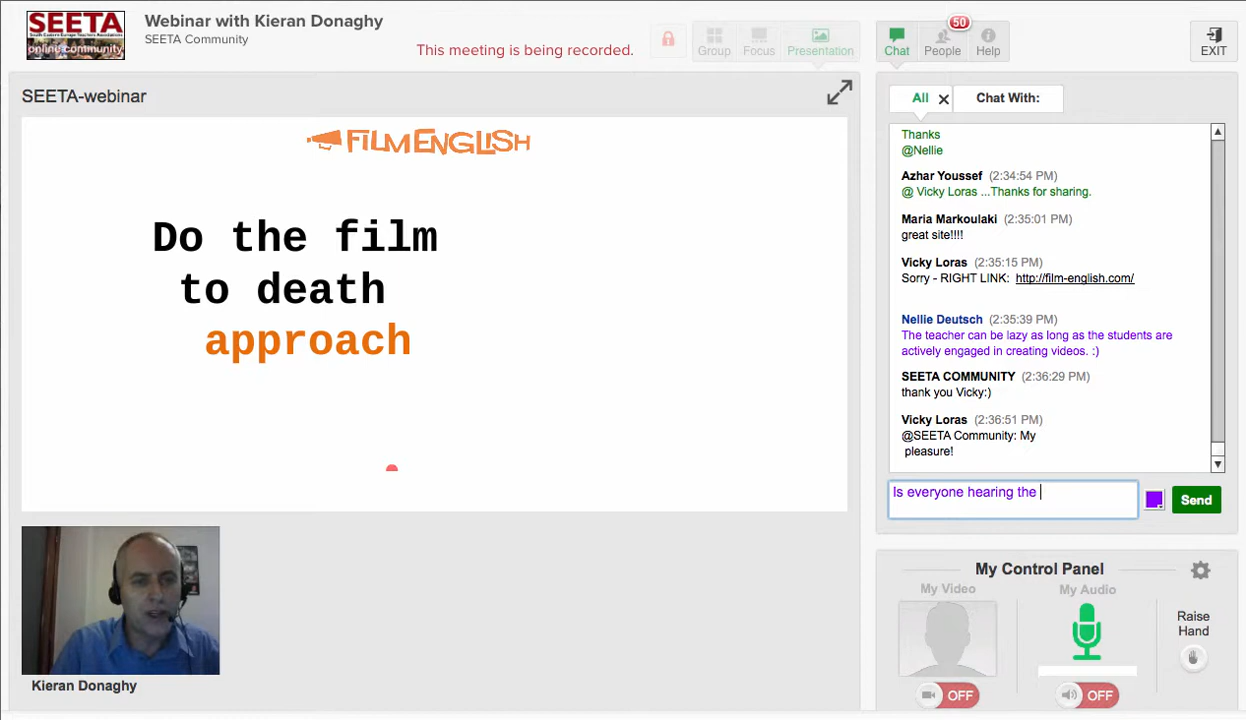 SEETA
South Eastern Europe Teachers Associations
online community
Webinar with Kieran Donaghy
SEETA Community
This meeting is being recorded.
Group
Focus
Presentation
Chat
50
People
Help
EXIT
SEETA-webinar
FILMENGLISH
Do the film
to death
approach
Kieran Donaghy
All
Chat With:
Thanks
@Nellie
Azhar Youssef (2:34:54 PM)
@ Vicky Loras ...Thanks for sharing.
Maria Markoulaki (2:35:01 PM)
great site!!!!
Vicky Loras (2:35:15 PM)
Sorry - RIGHT LINK: http://film-english.com/
Nellie Deutsch (2:35:39 PM)
The teacher can be lazy as long as the students are
actively engaged in creating videos. :)
SEETA COMMUNITY (2:36:29 PM)
thank you Vicky:)
Vicky Loras (2:36:51 PM)
@SEETA Community: My
pleasure!
Is everyone hearing the
Send
My Control Panel
My Video
My Audio
Raise
Hand
OFF
OFF